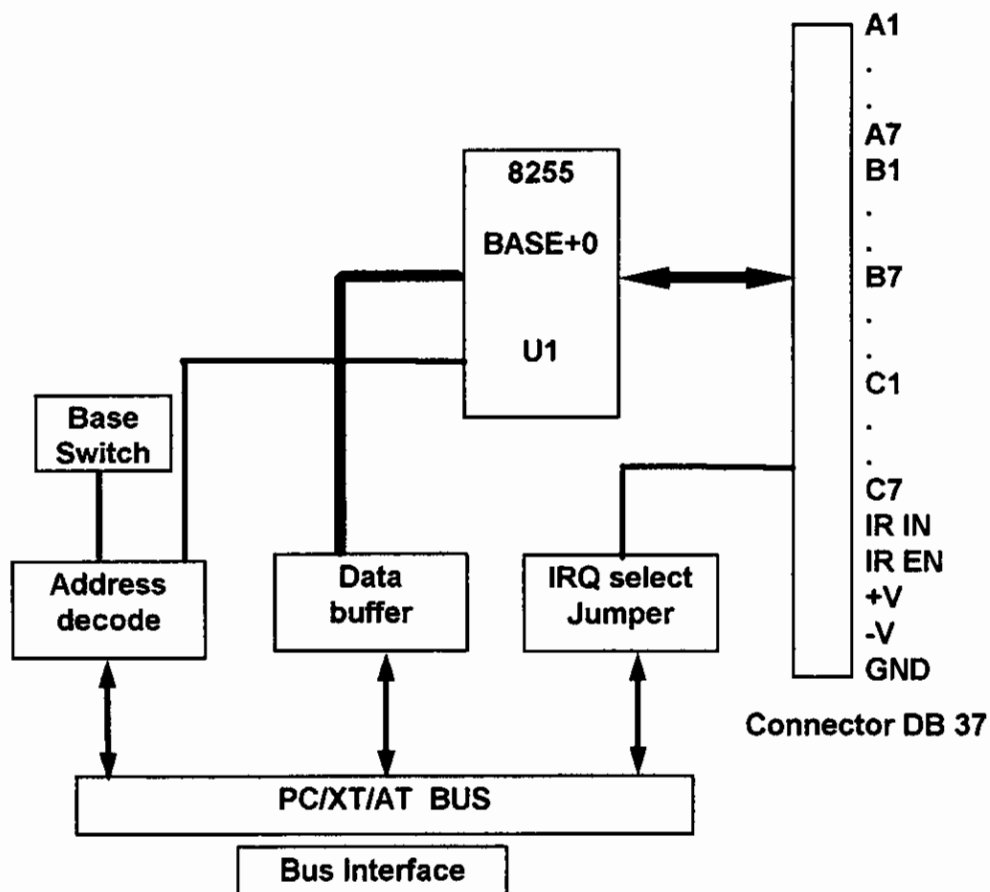 8255
BASE+0
U1
Base
Switch
Address
decode
Data
buffer
IRQ select
Jumper
PC/XT/AT BUS
Bus Interface
A1
.
.
A7
B1
.
.
B7
.
.
C1
.
.
C7
IR IN
IR EN
+V
-V
GND
Connector DB 37